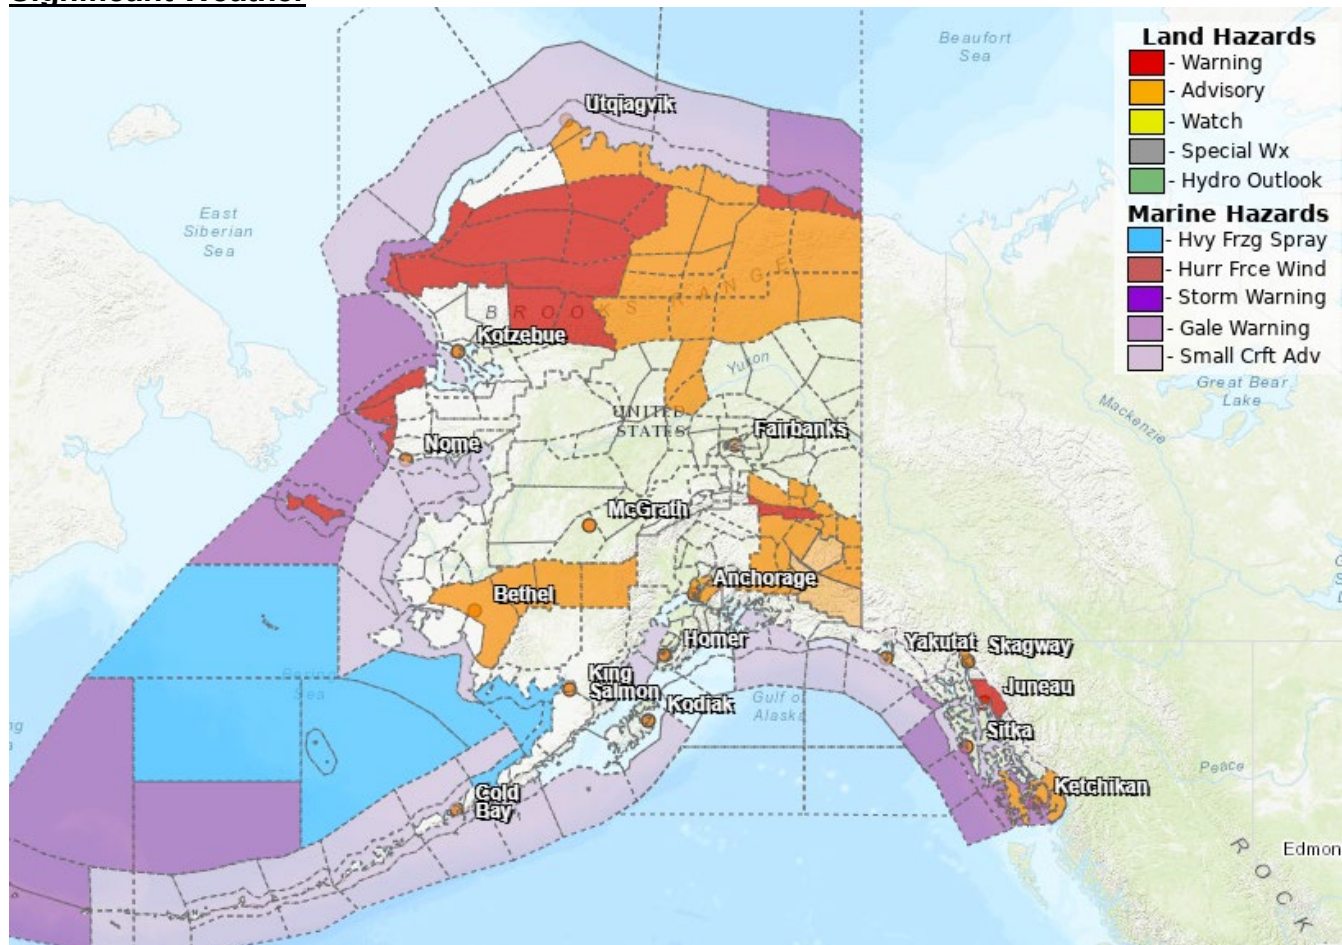 Significant Weather
Beaufort
Sea
Land Hazards
- Warning
- Advisory
- Watch
- Special Wx
- Hydro Outlook
Marine Hazards
- Hvy Frzg Spray
- Hurr Frce Wind
- Storm Warning
- Gale Warning
- Small Crft Adv
Utqiagvik
East
Siberian
Sea
BROOKS RANGE
Kotzebue
Yukon
Great Bear
Lake
Mackenzie
UNITED
STATES
Nome
Fairbanks
McGrath
Anchorage
Bethel
Homer
Yakutat
Skagway
Bering
Sea
King
Salmon
Juneau
Kodiak
Gulf of
Alaska
Sitka
Peace
Ketchikan
Cold
Bay
Edmon
ROCK